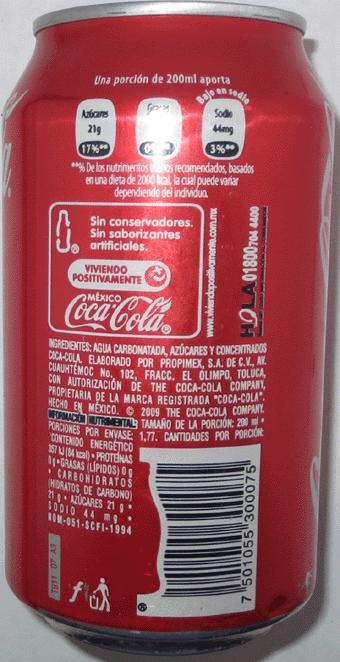 Una porción de 200ml aporta
Bajo en sodio
Azúcares
21g
17%**
Sodio
44mg
3%**
**% De los nutrimentos diarios recomendados, basados
en una dieta de 2000 kcal, la cual puede variar
dependiendo del individuo.
Sin conservadores.
Sin saborizantes
artificiales.
®
VIVIENDO
POSITIVAMENTE
MÉXICO
Coca-Cola®
www.viviendopositivamente.com.mx
HOLA 01800 704 4400
INGREDIENTES: AGUA CARBONATADA, AZÚCARES Y CONCENTRADOS
COCA-COLA. ELABORADO POR PROPIMEX, S.A. DE C.V., AV.
CUAUHTÉMOC No. 102, FRACC. EL OLIMPO, TOLUCA,
CON AUTORIZACIÓN DE THE COCA-COLA COMPANY,
PROPIETARIA DE LA MARCA REGISTRADA "COCA-COLA".
HECHO EN MÉXICO. © 2009 THE COCA-COLA COMPANY.
INFORMACIÓN NUTRIMENTAL: TAMAÑO DE LA PORCIÓN: 200 ml •
PORCIONES POR ENVASE: 1,77. CANTIDADES POR PORCIÓN:
CONTENIDO ENERGÉTICO
357 kJ (84 kcal) • PROTEÍNAS
0g • GRASAS (LÍPIDOS) 0 g
• CARBOHIDRATOS
(HIDRATOS DE CARBONO)
21 g • AZÚCARES 21 g •
SODIO 44 mg •
NOM-051-SCFI-1994
7 501055 300075
®